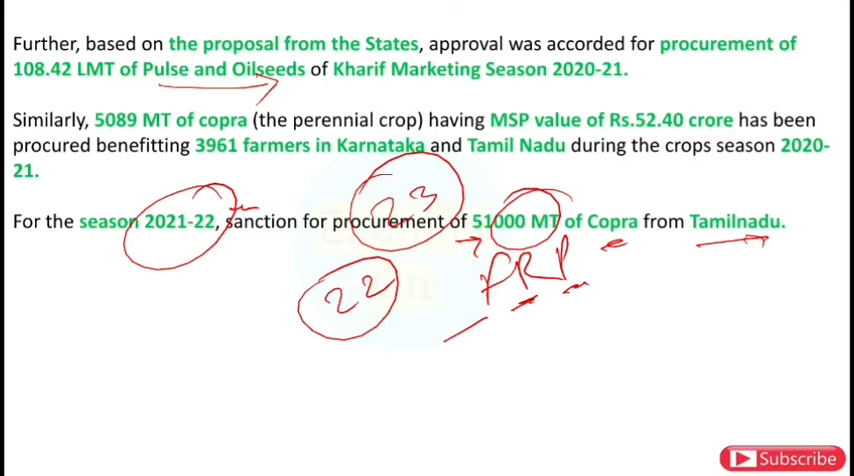 Further, based on the proposal from the States, approval was accorded for procurement of
108.42 LMT of Pulse and Oilseeds of Kharif Marketing Season 2020-21.
Similarly, 5089 MT of copra (the perennial crop) having MSP value of Rs.52.40 crore has been
procured benefitting 3961 farmers in Karnataka and Tamil Nadu during the crops season 2020-
21.
23
For the season 2021-22, sanction for procurement of 51000 MT of Copra from Tamilnadu.
FRP
22
Subscribe